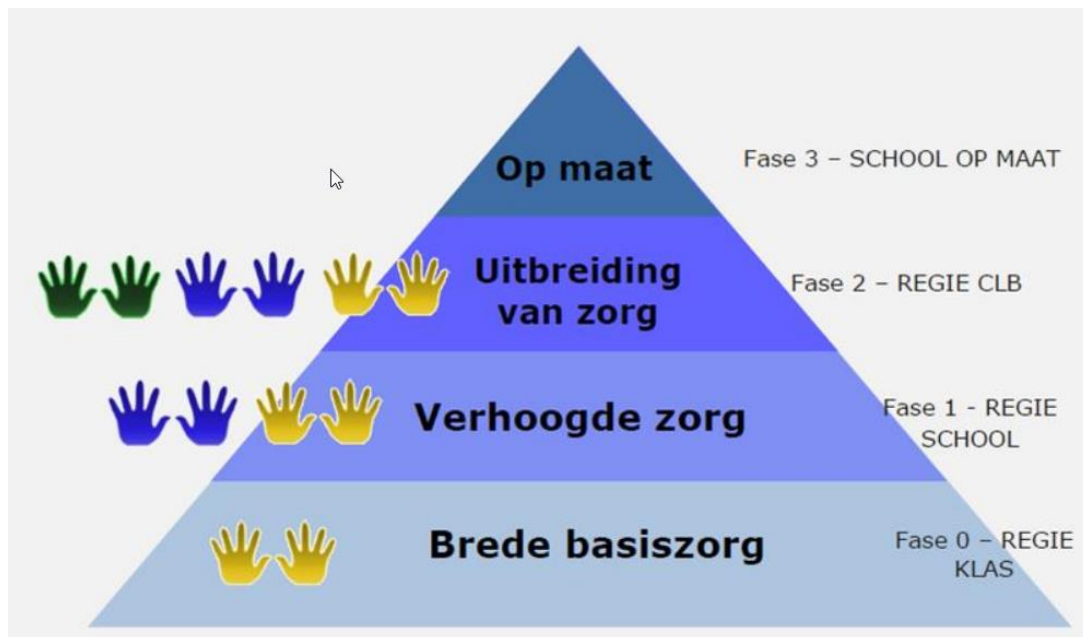 Op maat
Fase 3 – SCHOOL OP MAAT
Uitbreiding
van zorg
Fase 2 – REGIE CLB
Verhoogde zorg
Fase 1 - REGIE
SCHOOL
Brede basiszorg
Fase 0 – REGIE
KLAS